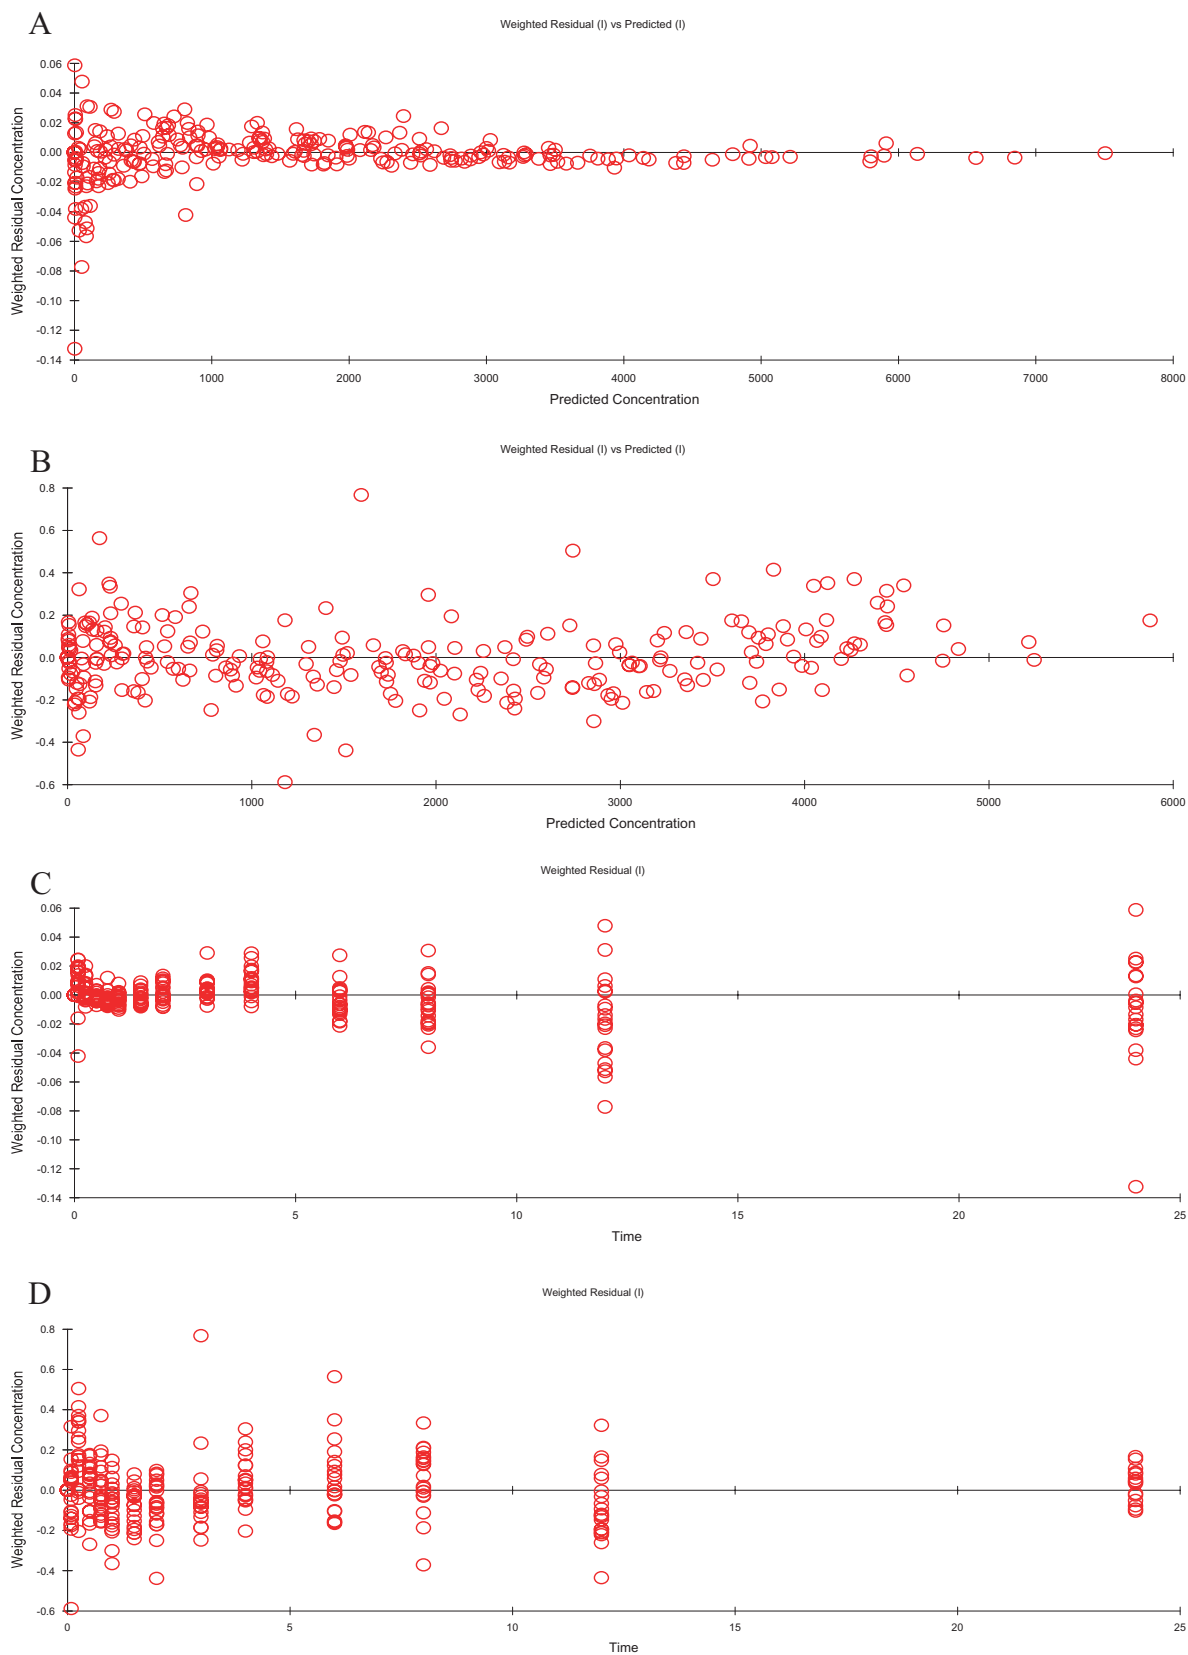 A
Weighted Residual (I) vs Predicted (I)
Weighted Residual Concentration
0.06
0.04
0.02
0.00
-0.02
-0.04
-0.06
-0.08
-0.10
-0.12
-0.14
0 1000 2000 3000 4000 5000 6000 7000 8000
Predicted Concentration
B
Weighted Residual (I) vs Predicted (I)
Weighted Residual Concentration
0.8
0.6
0.4
0.2
0.0
-0.2
-0.4
-0.6
0 1000 2000 3000 4000 5000 6000
Predicted Concentration
C
Weighted Residual (I)
Weighted Residual Concentration
0.06
0.04
0.02
0.00
-0.02
-0.04
-0.06
-0.08
-0.10
-0.12
-0.14
0 5 10 15 20 25
Time
D
Weighted Residual (I)
Weighted Residual Concentration
0.8
0.6
0.4
0.2
0.0
-0.2
-0.4
-0.6
0 5 10 15 20 25
Time